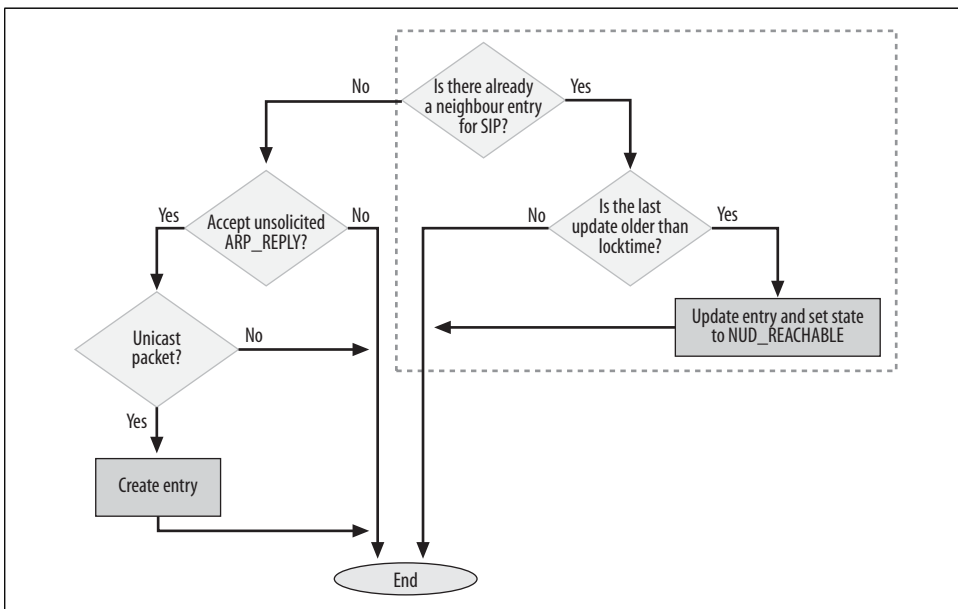 No
Is there already
a neighbour entry
for SIP?
Yes
Yes
Accept unsolicited
ARP_REPLY?
No
No
Is the last
update older than
locktime?
Yes
Unicast
packet?
No
Update entry and set state
to NUD_REACHABLE
Yes
Create entry
End